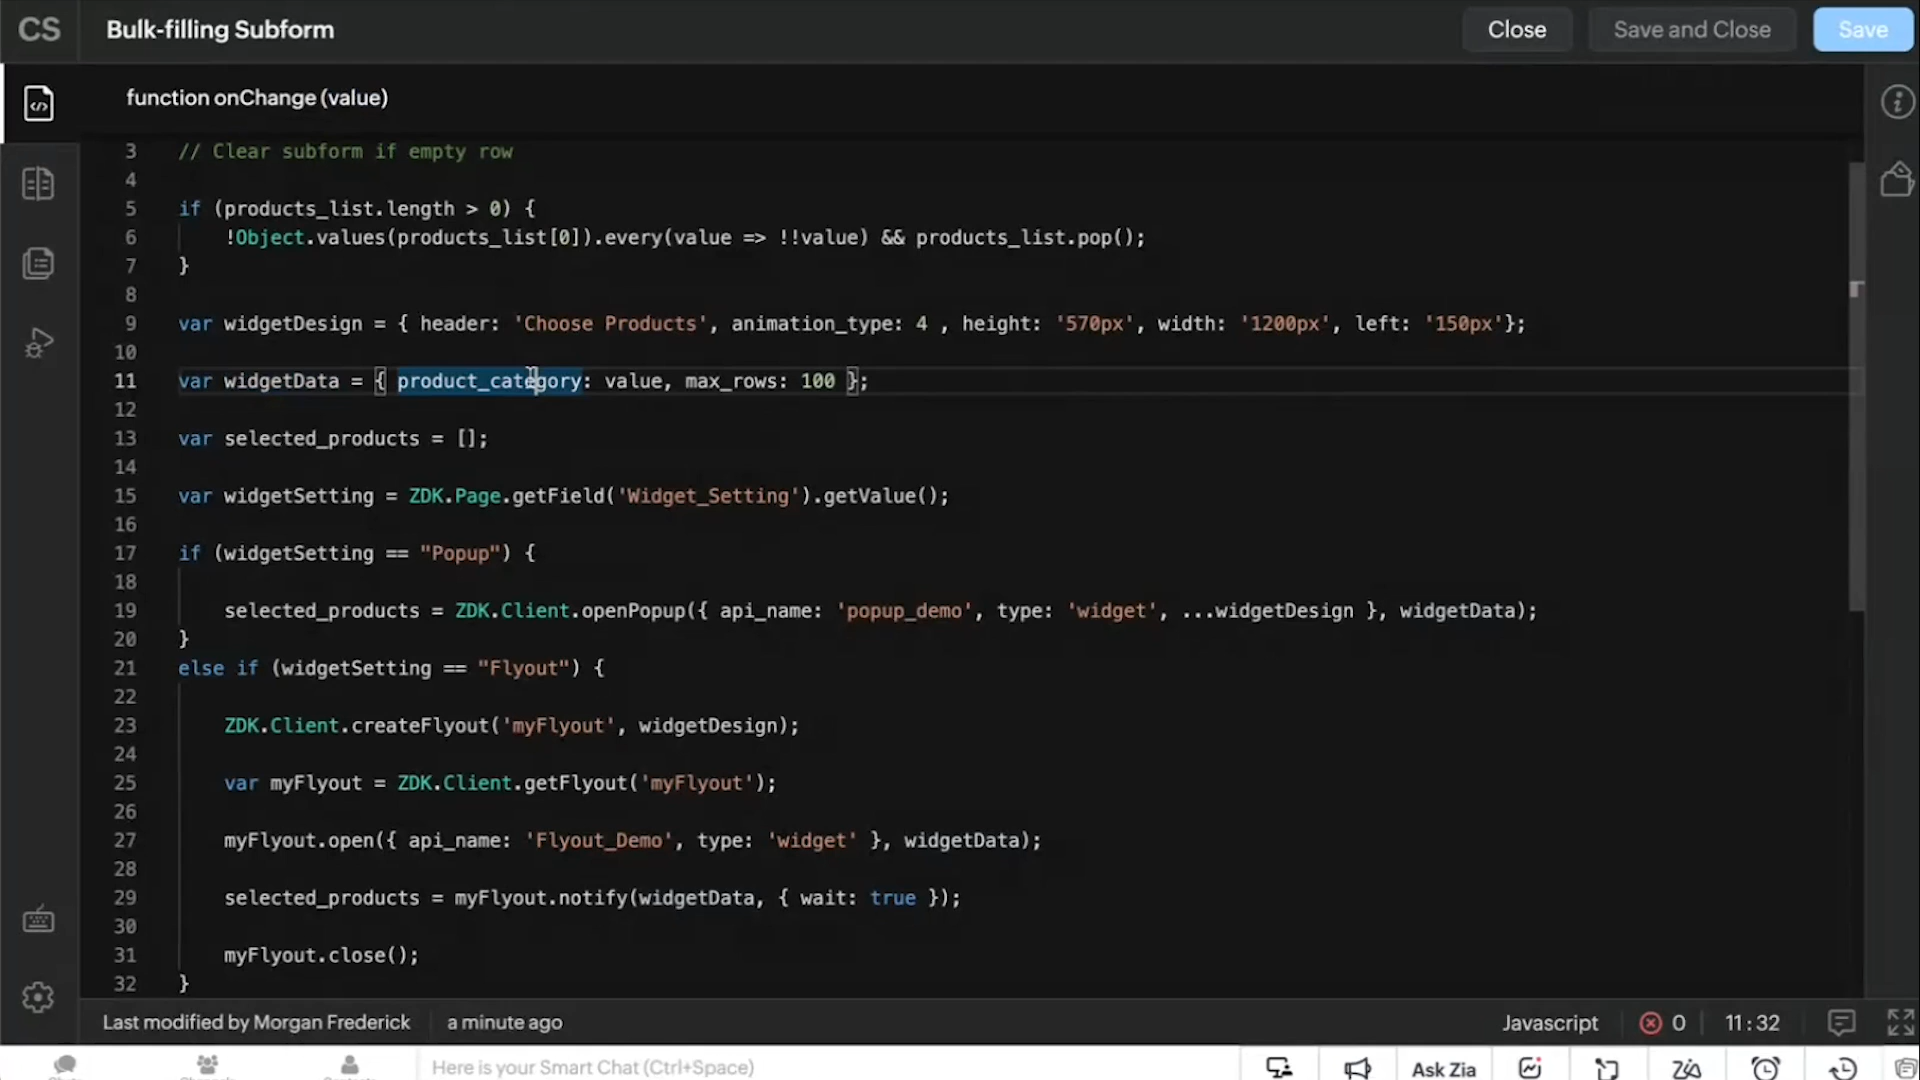 CS Bulk-filling Subform Close Save and Close Save
function onChange (value)
3 // Clear subform if empty row
4
5 if (products_list.length > 0) {
6 !Object.values(products_list[0]).every(value => !!value) && products_list.pop();
7 }
8
9 var widgetDesign = { header: 'Choose Products', animation_type: 4 , height: '570px', width: '1200px', left: '150px'};
10
11 var widgetData = { product_category: value, max_rows: 100 };
12
13 var selected_products = [];
14
15 var widgetSetting = ZDK.Page.getField('Widget_Setting').getValue();
16
17 if (widgetSetting == "Popup") {
18
19 selected_products = ZDK.Client.openPopup({ api_name: 'popup_demo', type: 'widget', ...widgetDesign }, widgetData);
20 }
21 else if (widgetSetting == "Flyout") {
22
23 ZDK.Client.createFlyout('myFlyout', widgetDesign);
24
25 var myFlyout = ZDK.Client.getFlyout('myFlyout');
26
27 myFlyout.open({ api_name: 'Flyout_Demo', type: 'widget' }, widgetData);
28
29 selected_products = myFlyout.notify(widgetData, { wait: true });
30
31 myFlyout.close();
32 }
Last modified by Morgan Frederick a minute ago Javascript 0 11:32
Here is your Smart Chat (Ctrl+Space) Ask Zia